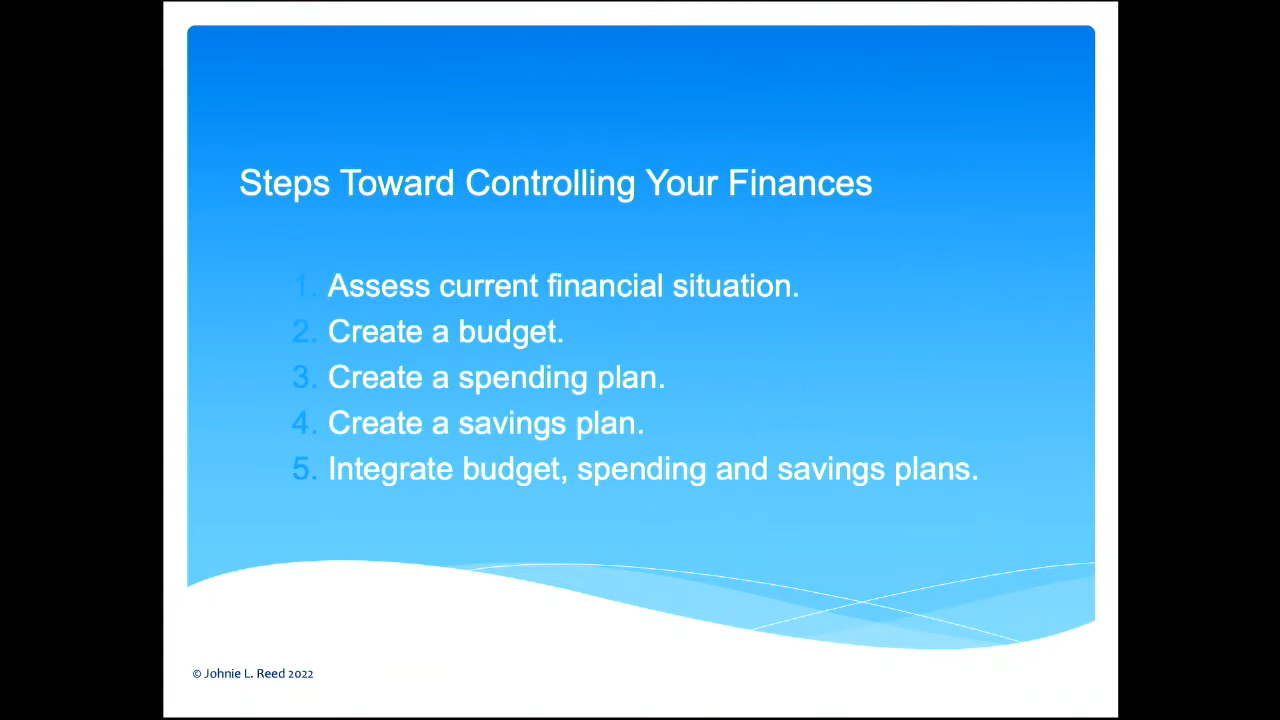 Steps Toward Controlling Your Finances
1. Assess current financial situation.
2. Create a budget.
3. Create a spending plan.
4. Create a savings plan.
5. Integrate budget, spending and savings plans.
© Johnie L. Reed 2022